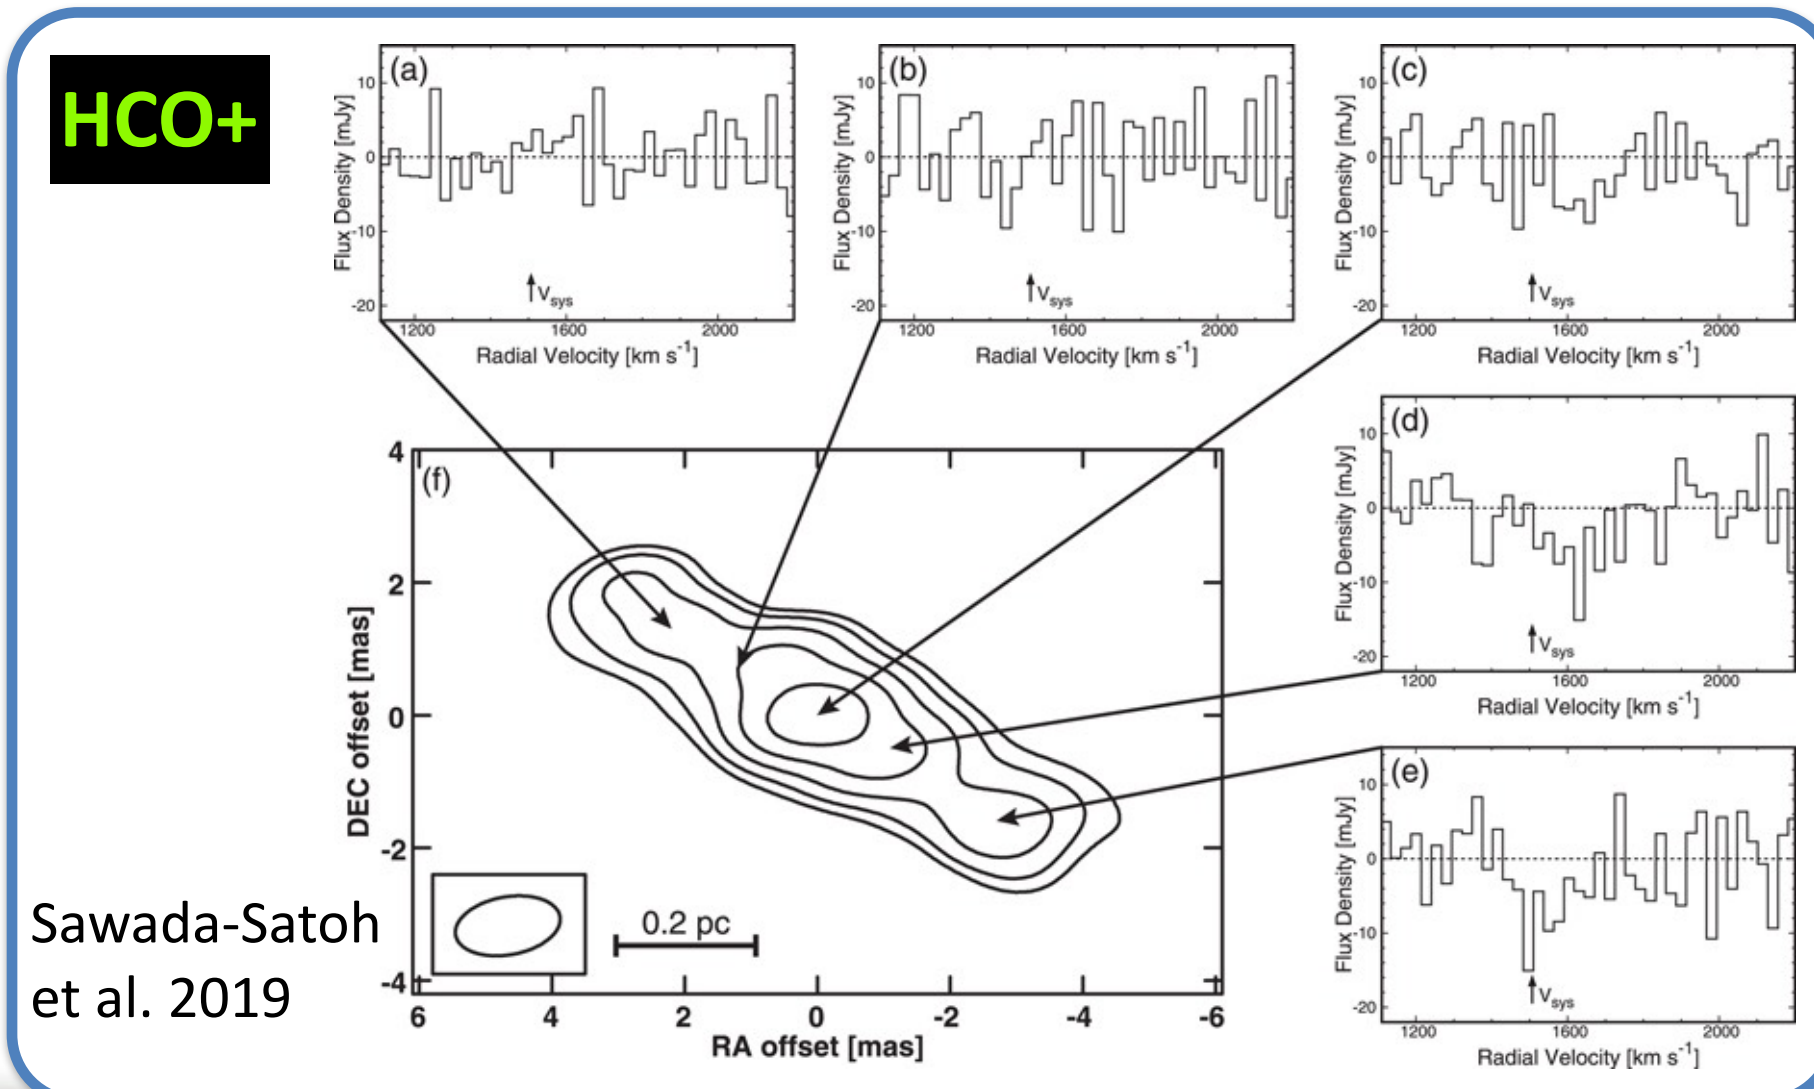 HCO+
(a)
10
0
-10
-20
Flux Density [mJy]
Vsys
1200 1600 2000
Radial Velocity [km s-1]
(b)
10
0
-10
-20
Flux Density [mJy]
Vsys
1200 1600 2000
Radial Velocity [km s-1]
(c)
10
0
-10
-20
Flux Density [mJy]
Vsys
1200 1600 2000
Radial Velocity [km s-1]
(d)
10
0
-10
-20
Flux Density [mJy]
Vsys
1200 1600 2000
Radial Velocity [km s-1]
(e)
10
0
-10
-20
Flux Density [mJy]
Vsys
1200 1600 2000
Radial Velocity [km s-1]
(f)
4
2
0
-2
-4
DEC offset [mas]
0.2 pc
6 4 2 0 -2 -4 -6
RA offset [mas]
Sawada-Satoh
et al. 2019